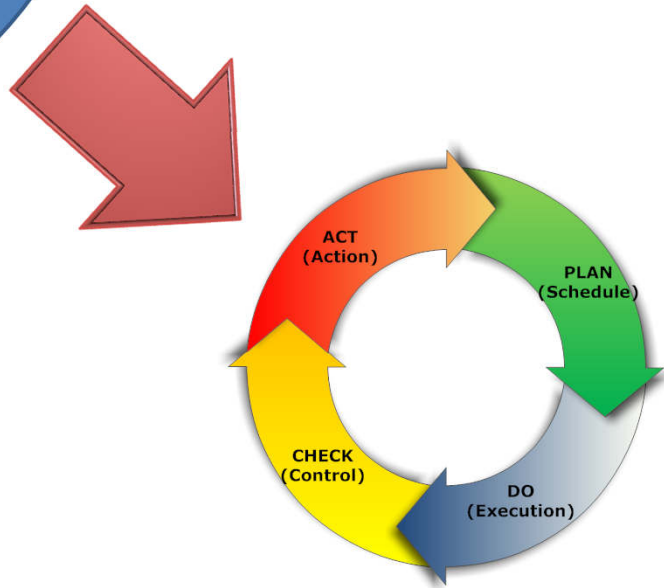 ACT
(Action)
PLAN
(Schedule)
DO
(Execution)
CHECK
(Control)